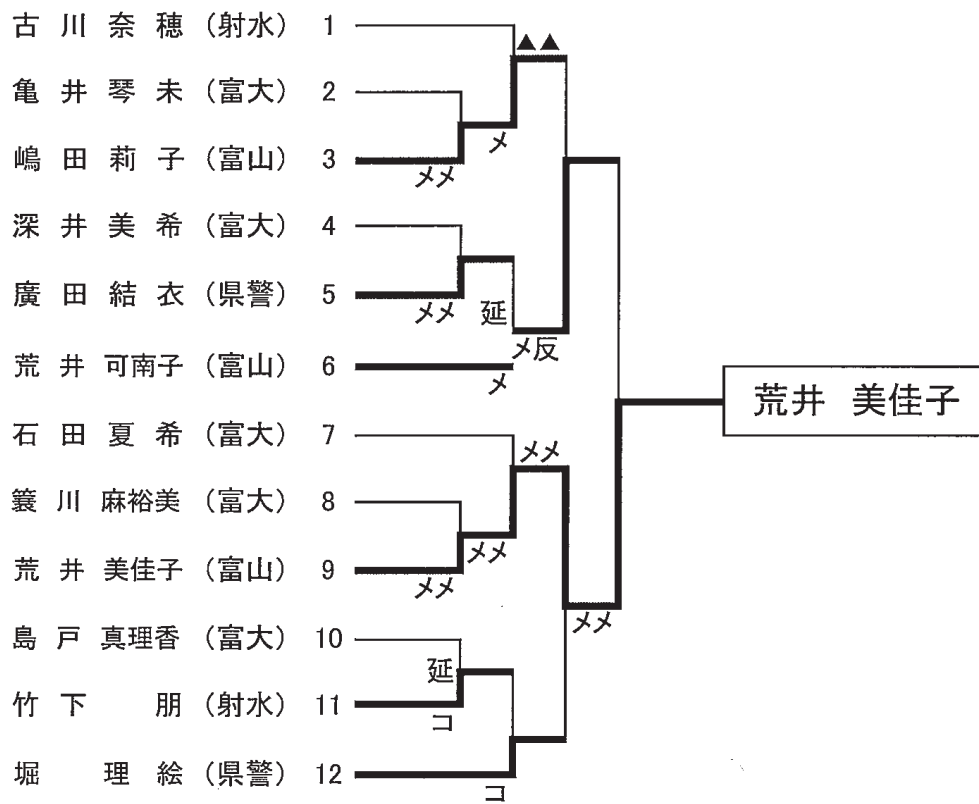 古川奈穂（射水） 1
▲▲
亀井琴未（富大） 2
メ
嶋田莉子（富山） 3
メメ
深井美希（富大） 4
廣田結衣（県警） 5
メメ
延
メ反
荒井可南子（富山） 6
メ
荒井 美佳子
石田夏希（富大） 7
メメ
簑川麻裕美（富大） 8
メメ
荒井美佳子（富山） 9
メメ
メメ
島戸真理香（富大） 10
延
竹下 朋（射水） 11
コ
堀 理絵（県警） 12
コ